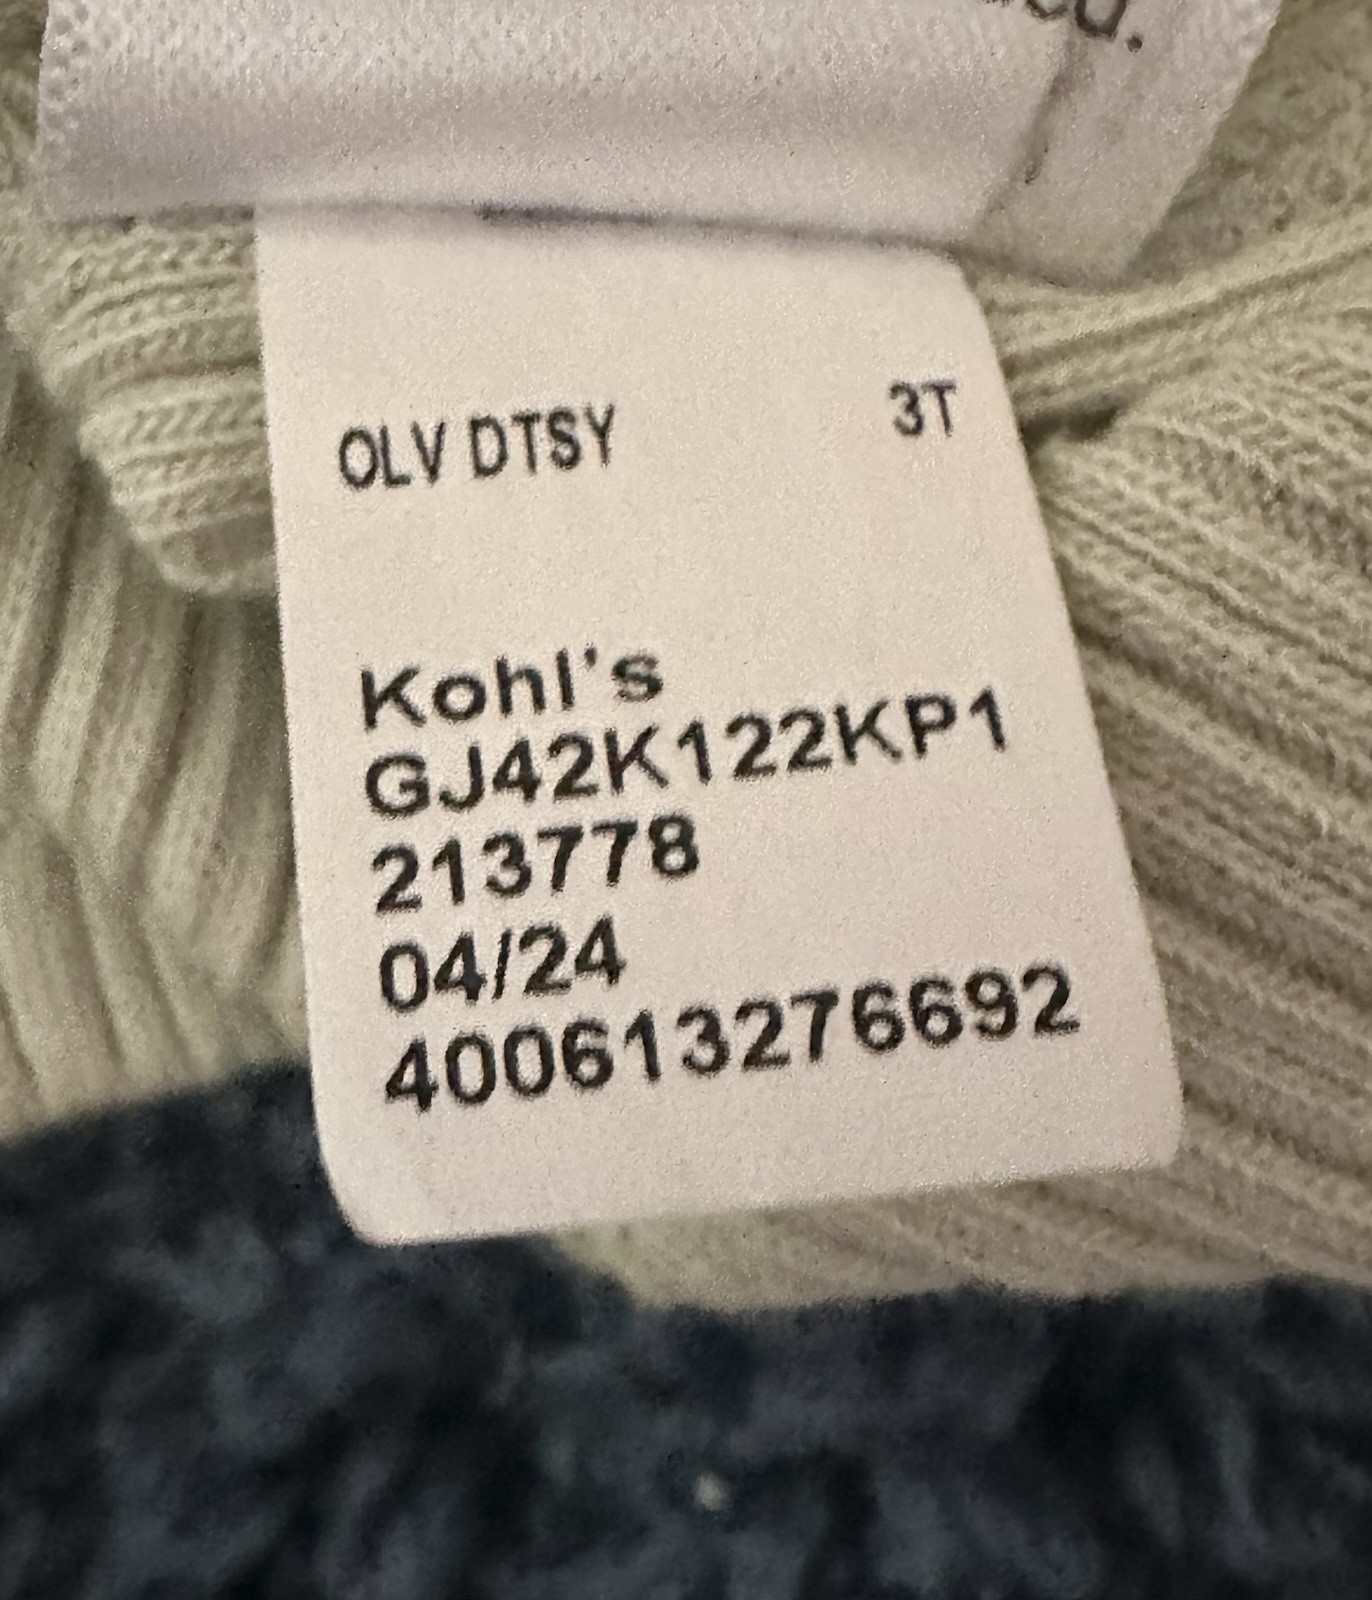 OLV DTSY 3T
Kohl's
GJ42K122KP1
213778
04/24
400613276692